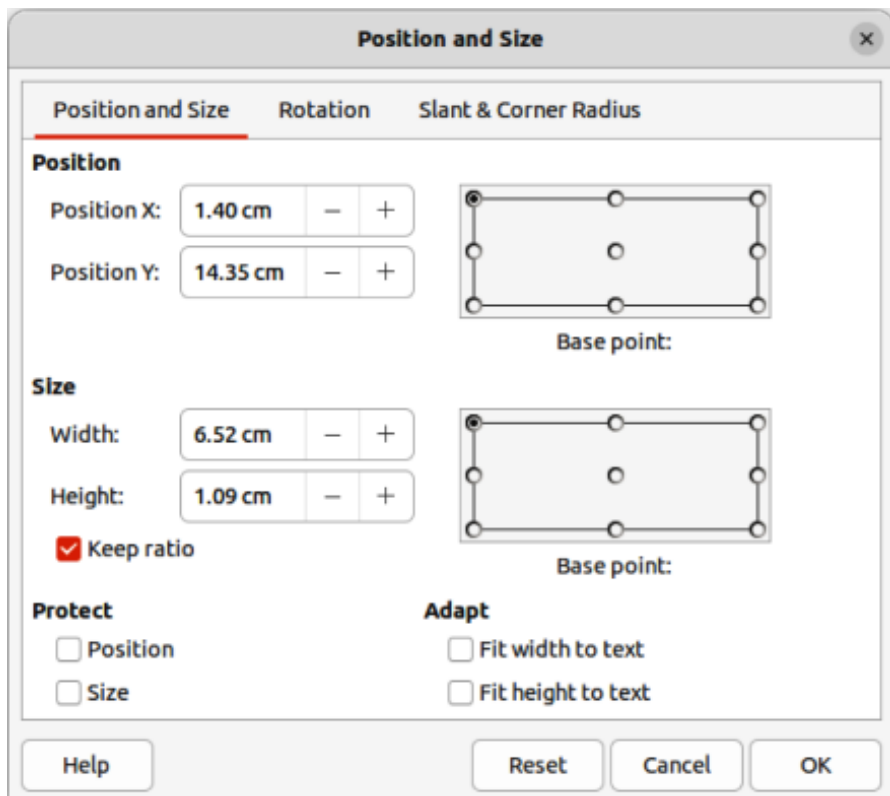 Position and Size
Position and Size Rotation Slant & Corner Radius
Position
Position X: 1.40 cm − +
Position Y: 14.35 cm − +
Base point:
Size
Width: 6.52 cm − +
Height: 1.09 cm − +
Keep ratio
Base point:
Protect Adapt
Position Fit width to text
Size Fit height to text
Help Reset Cancel OK